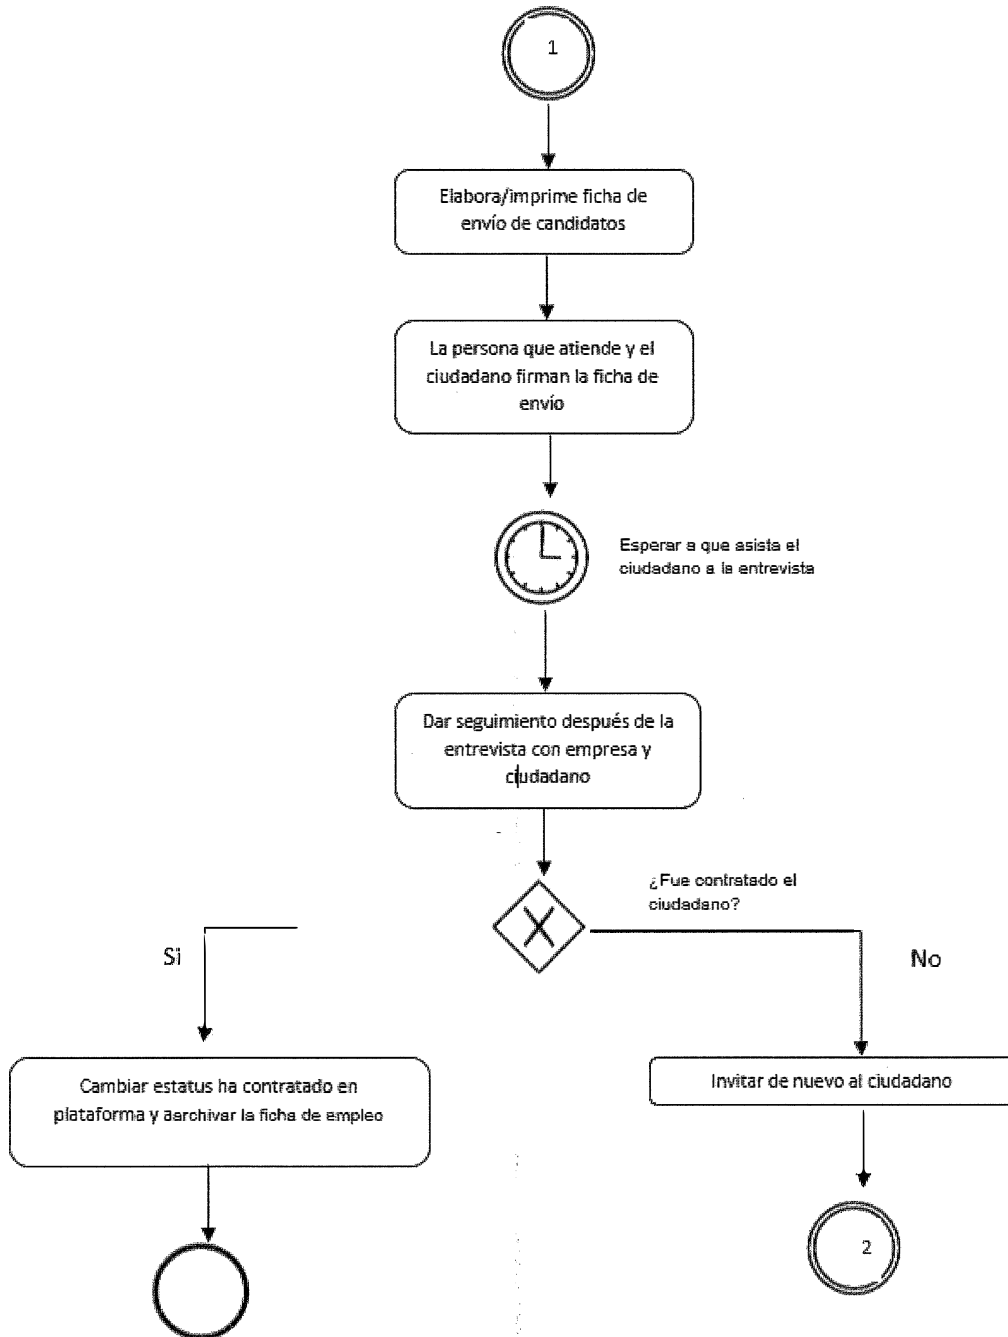 1
Elabora/imprime ficha de
envío de candidatos
La persona que atiende y el
ciudadano firman la ficha de
envío
Esperar a que asista el
ciudadano a la entrevista
Dar seguimiento después de la
entrevista con empresa y
ciudadano
¿Fue contratado el
ciudadano?
Si
No
Cambiar estatus ha contratado en
plataforma y aarchivar la ficha de empleo
Invitar de nuevo al ciudadano
2